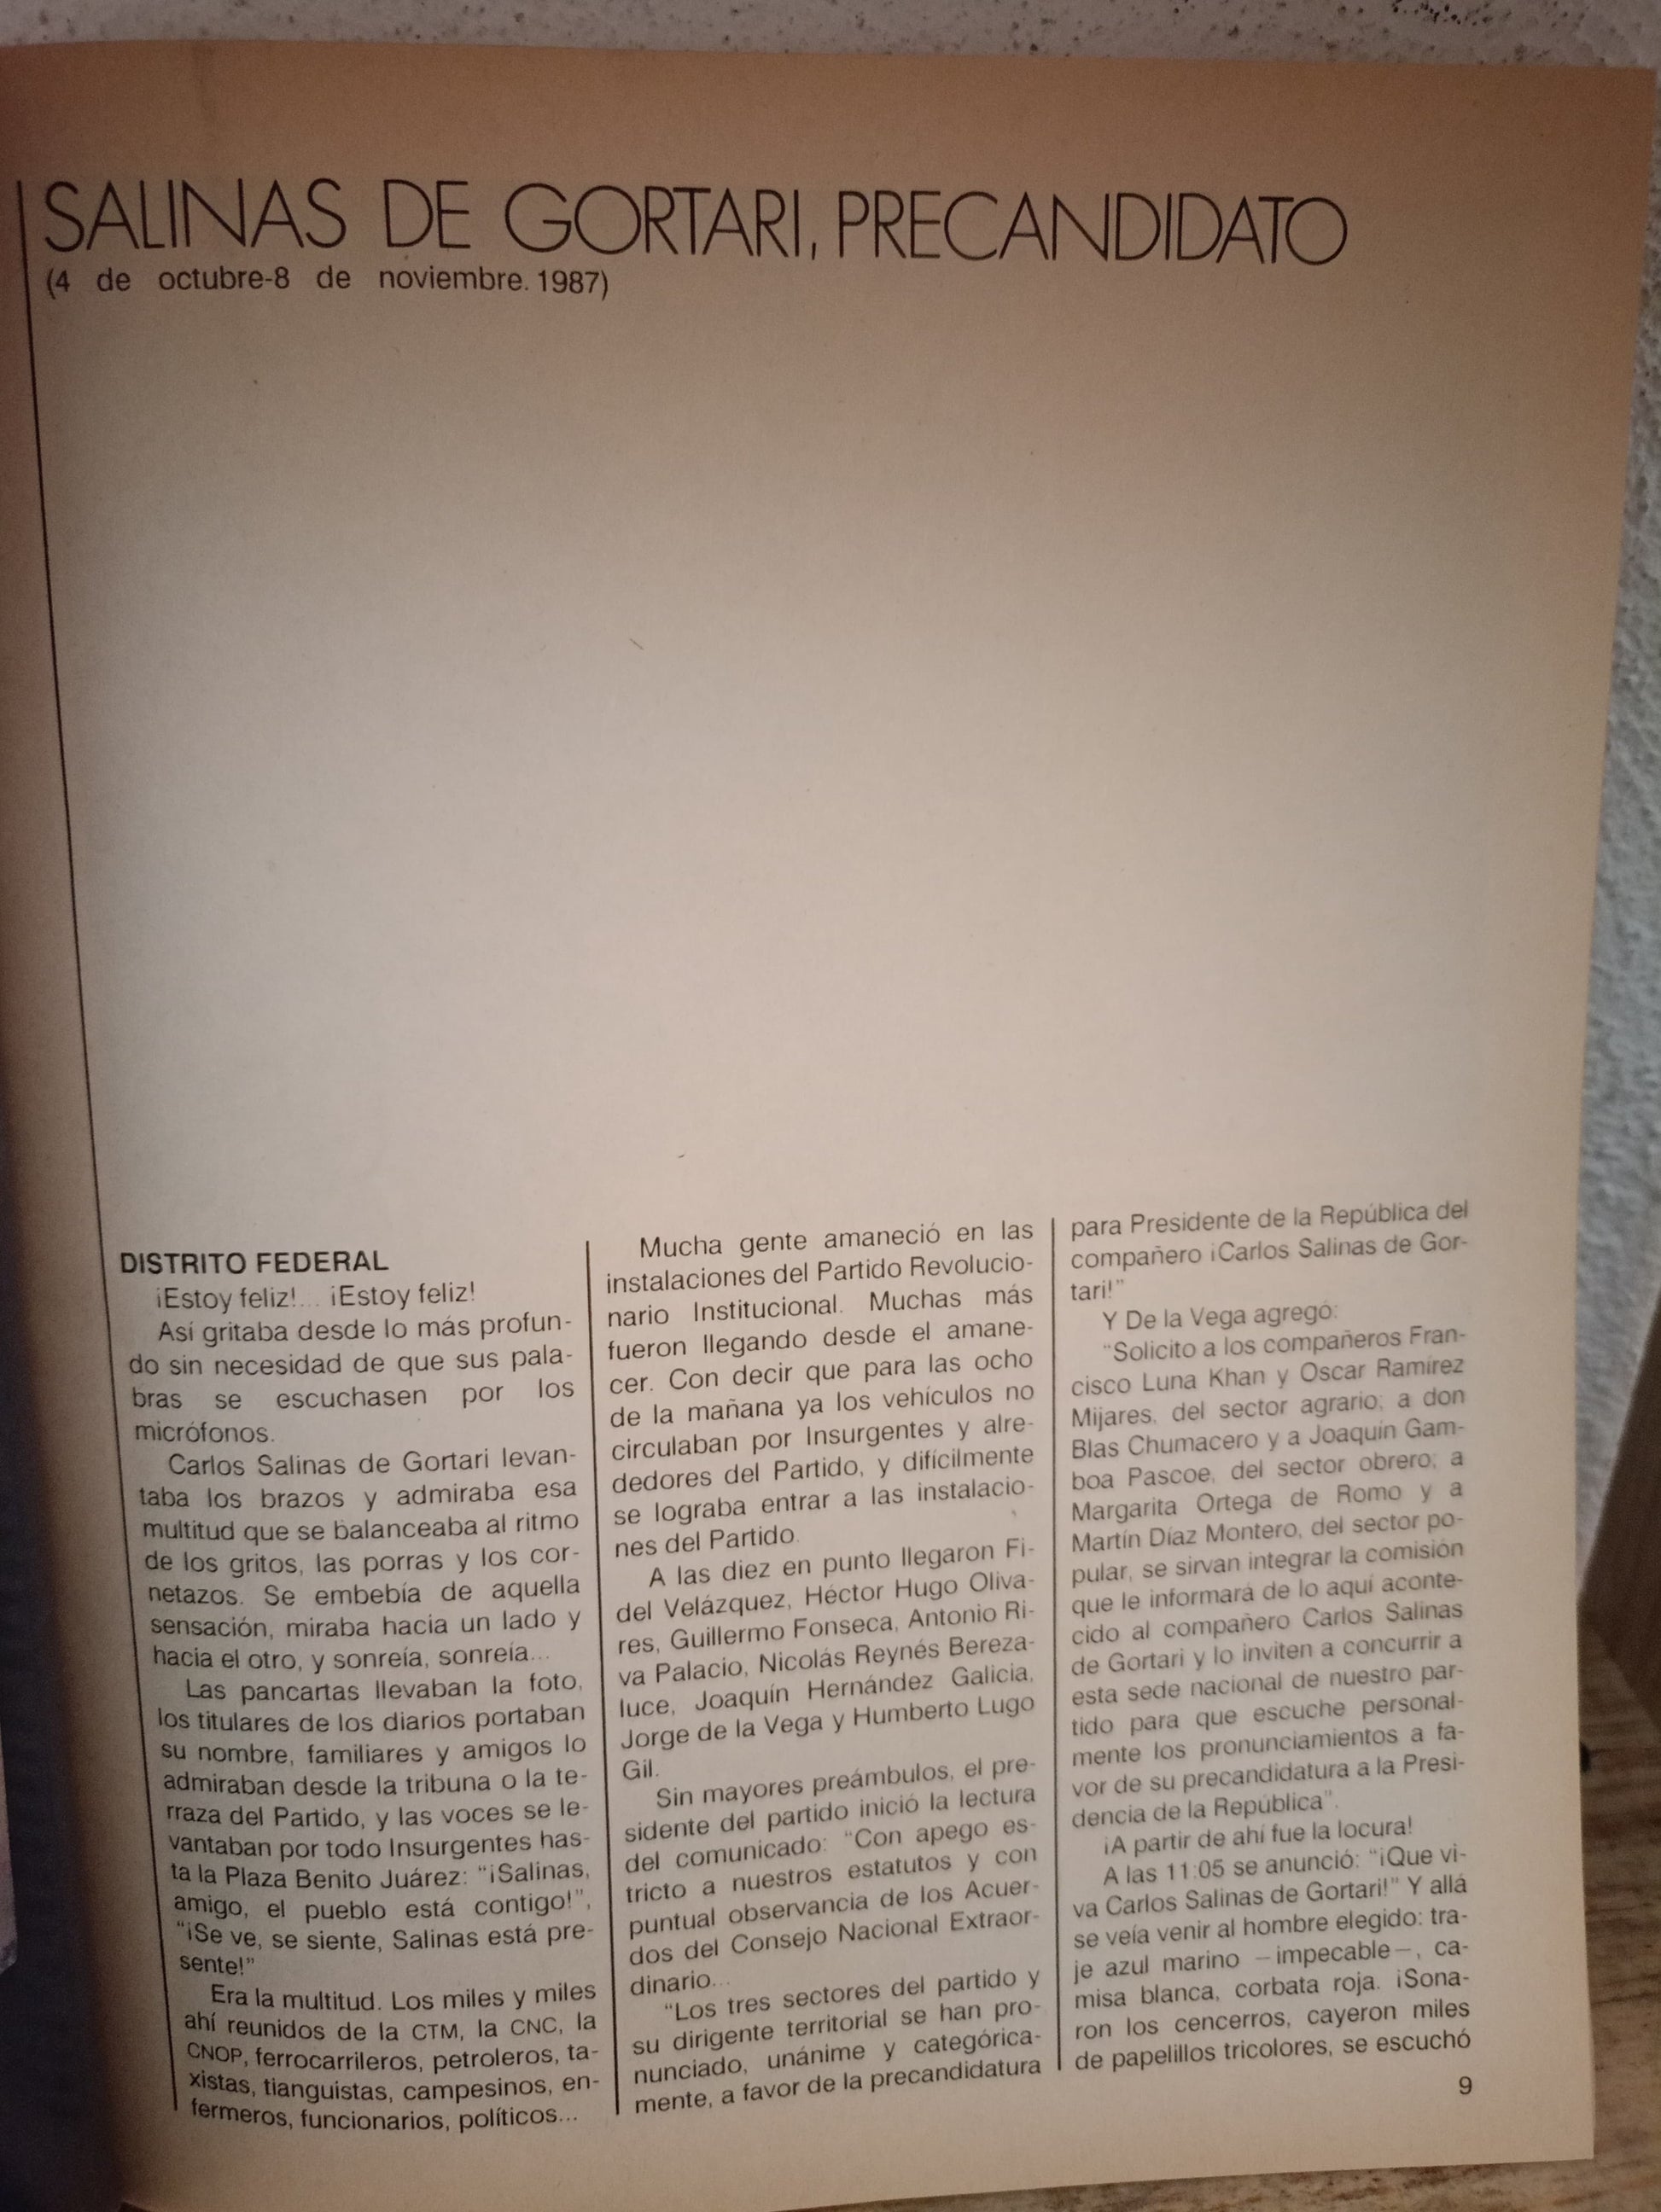 SALINAS DE GORTARI, PRECANDIDATO
(4 de octubre-8 de noviembre. 1987)
DISTRITO FEDERAL
¡Estoy feliz!... ¡Estoy feliz!
Así gritaba desde lo más profun-
do sin necesidad de que sus pala-
bras se escuchasen por los
micrófonos.
Carlos Salinas de Gortari levan-
taba los brazos y admiraba esa
multitud que se balanceaba al ritmo
de los gritos, las porras y los cor-
netazos. Se embebía de aquella
sensación, miraba hacia un lado y
hacia el otro, y sonreía, sonreía...
Las pancartas llevaban la foto,
los titulares de los diarios portaban
su nombre, familiares y amigos lo
admiraban desde la tribuna o la te-
rraza del Partido, y las voces se le-
vantaban por todo Insurgentes has-
ta la Plaza Benito Juárez: “¡Salinas,
amigo, el pueblo está contigo!”,
“¡Se ve, se siente, Salinas está pre-
sente!”
Era la multitud. Los miles y miles
ahí reunidos de la CTM, la CNC, la
CNOP, ferrocarrileros, petroleros, ta-
xistas, tianguistas, campesinos, en-
fermeros, funcionarios, políticos...
Mucha gente amaneció en las
instalaciones del Partido Revolucio-
nario Institucional. Muchas más
fueron llegando desde el amane-
cer. Con decir que para las ocho
de la mañana ya los vehículos no
circulaban por Insurgentes y alre-
dedores del Partido, y difícilmente
se lograba entrar a las instalacio-
nes del Partido.
A las diez en punto llegaron Fi-
del Velázquez, Héctor Hugo Oliva-
res, Guillermo Fonseca, Antonio Ri-
va Palacio, Nicolás Reynés Bereza-
luce, Joaquín Hernández Galicia,
Jorge de la Vega y Humberto Lugo
Gil.
Sin mayores preámbulos, el pre-
sidente del partido inició la lectura
del comunicado: “Con apego es-
tricto a nuestros estatutos y con
puntual observancia de los Acuer-
dos del Consejo Nacional Extraor-
dinario...
“Los tres sectores del partido y
su dirigente territorial se han pro-
nunciado, unánime y categórica-
mente, a favor de la precandidatura
para Presidente de la República del
compañero ¡Carlos Salinas de Gor-
tari!”
Y De la Vega agregó:
“Solicito a los compañeros Fran-
cisco Luna Khan y Oscar Ramírez
Mijares, del sector agrario; a don
Blas Chumacero y a Joaquín Gam-
boa Pascoe, del sector obrero; a
Margarita Ortega de Romo y a
Martín Díaz Montero, del sector po-
pular, se sirvan integrar la comisión
que le informará de lo aquí aconte-
cido al compañero Carlos Salinas
de Gortari y lo inviten a concurrir a
esta sede nacional de nuestro par-
tido para que escuche personal-
mente los pronunciamientos a fa-
vor de su precandidatura a la Presi-
dencia de la República”.
¡A partir de ahí fue la locura!
A las 11:05 se anunció: “¡Que vi-
va Carlos Salinas de Gortari!” Y allá
se veía venir al hombre elegido: tra-
je azul marino —impecable—, ca-
misa blanca, corbata roja. ¡Sona-
ron los cencerros, cayeron miles
de papelillos tricolores, se escuchó
9